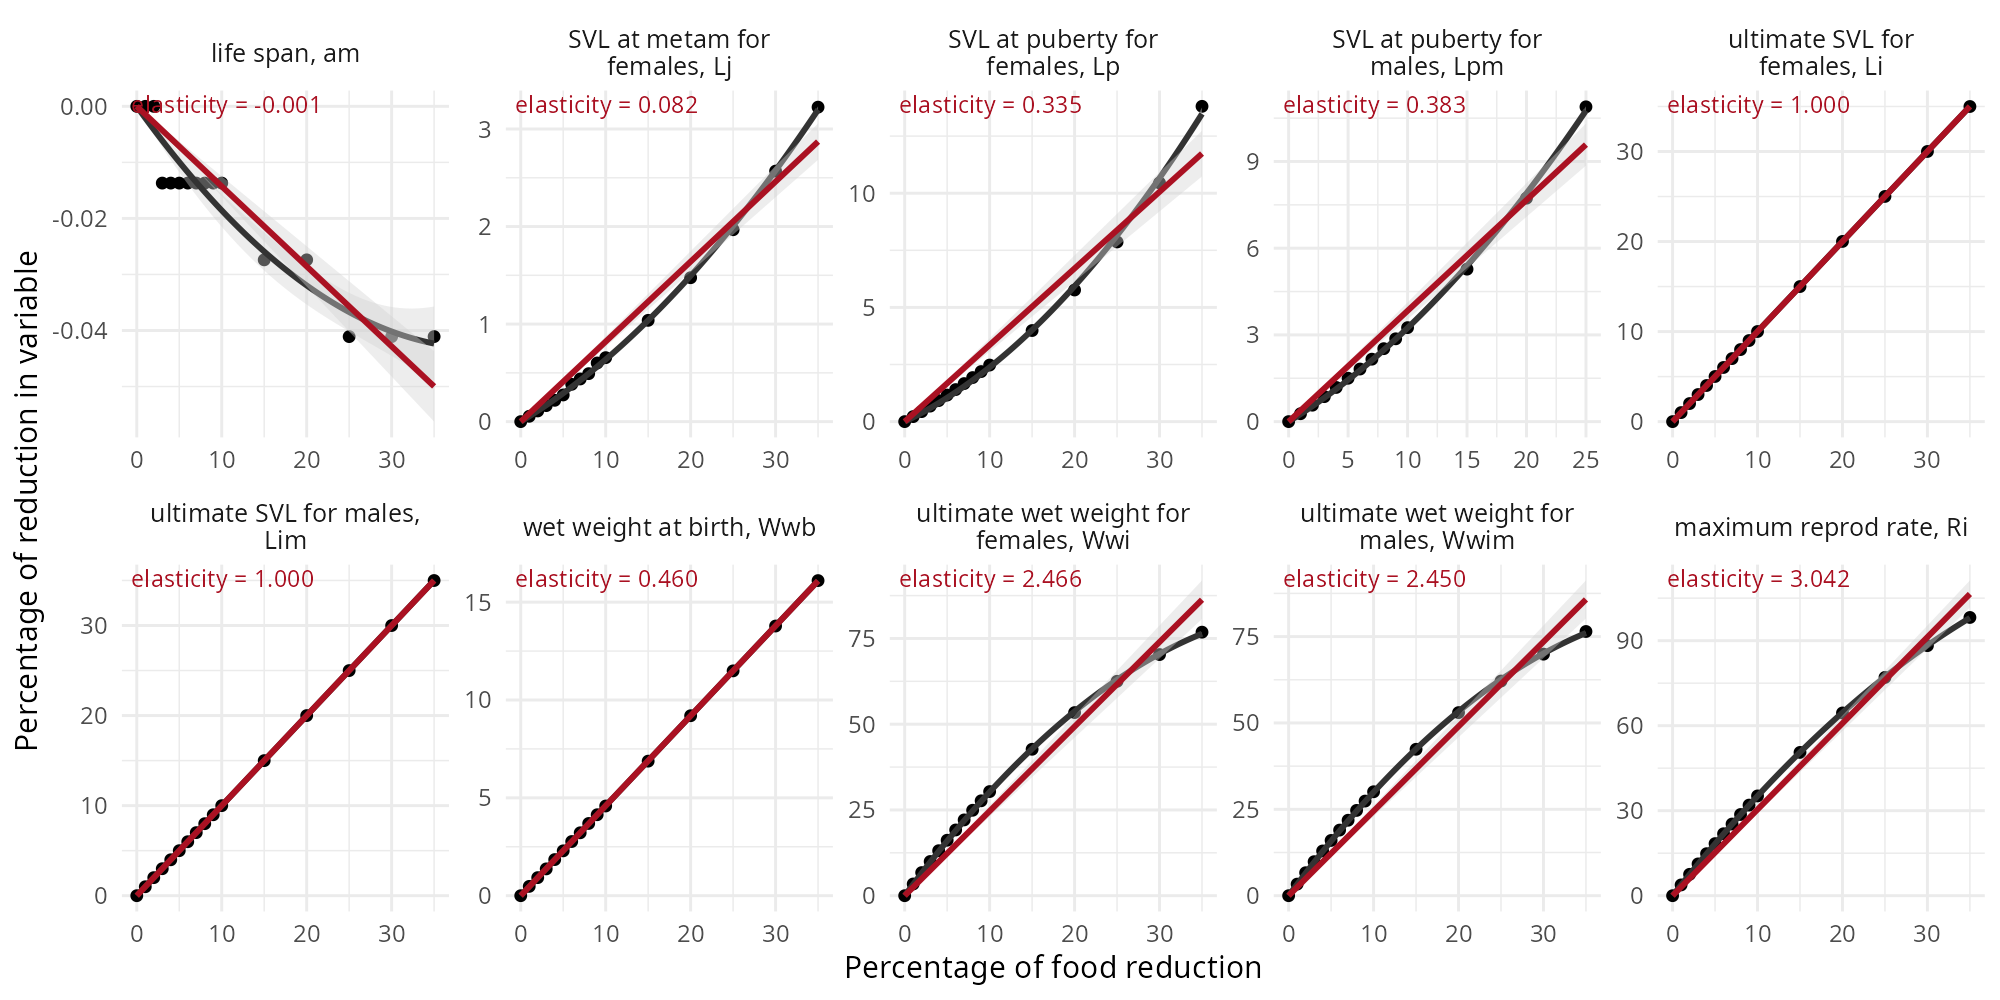 life span, am
elasticity = -0.001
0.00
-0.02
-0.04
0 10 20 30
SVL at metam for
females, Lj
elasticity = 0.082
3
2
1
0
0 10 20 30
SVL at puberty for
females, Lp
elasticity = 0.335
10
5
0
0 10 20 30
SVL at puberty for
males, Lpm
elasticity = 0.383
9
6
3
0
0 5 10 15 20 25
ultimate SVL for
females, Li
elasticity = 1.000
30
20
10
0
0 10 20 30
ultimate SVL for males,
Lim
elasticity = 1.000
30
20
10
0
0 10 20 30
wet weight at birth, Wwb
elasticity = 0.460
15
10
5
0
0 10 20 30
ultimate wet weight for
females, Wwi
elasticity = 2.466
75
50
25
0
0 10 20 30
ultimate wet weight for
males, Wwim
elasticity = 2.450
75
50
25
0
0 10 20 30
maximum reprod rate, Ri
elasticity = 3.042
90
60
30
0
0 10 20 30
Percentage of reduction in variable
Percentage of food reduction